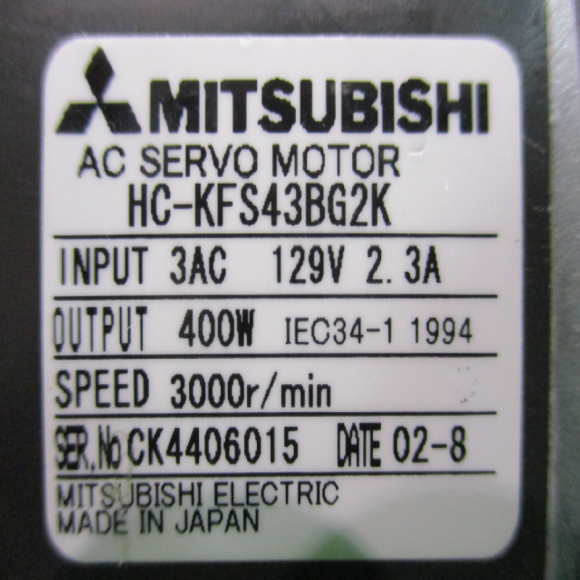 MITSUBISHI
AC SERVO MOTOR
HC-KFS43BG2K
INPUT 3AC 129V 2.3A
OUTPUT 400W IEC34-1 1994
SPEED 3000r/min
SER.No CK4406015 DATE 02-8
MITSUBISHI ELECTRIC
MADE IN JAPAN